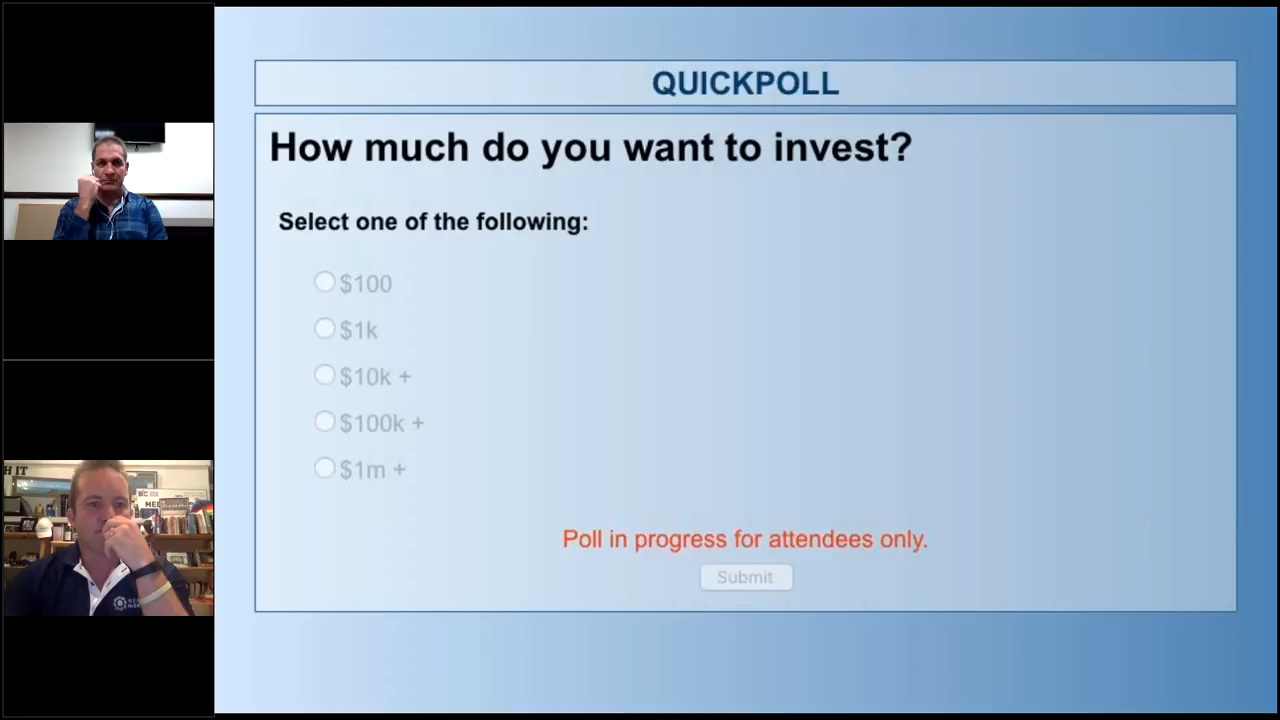 QUICKPOLL
How much do you want to invest?
Select one of the following:
$100
$1k
$10k +
$100k +
$1m +
Poll in progress for attendees only.
Submit
H IT